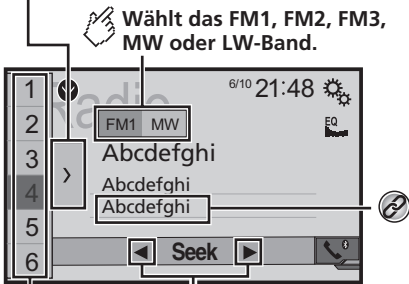 Wählt das FM1, FM2, FM3,
MW oder LW-Band.
Radio
6/10 21:48
EQ
FM1 MW
1
2
3
4
5
6
Abcdefghi
Abcdefghi
Abcdefghi
Seek